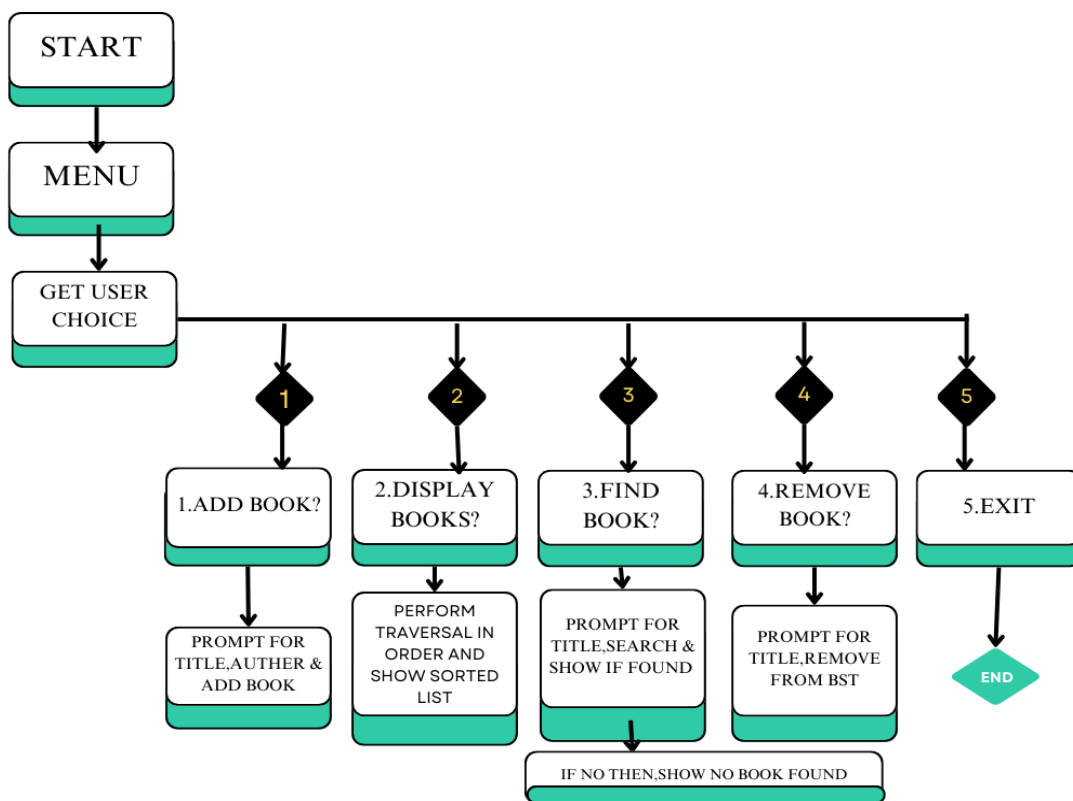 START
MENU
GET USER
CHOICE
1
2
3
4
5
1.ADD BOOK?
2.DISPLAY
BOOKS?
3.FIND
BOOK?
4.REMOVE
BOOK?
5.EXIT
PROMPT FOR
TITLE,AUTHER &
ADD BOOK
PERFORM
TRAVERSAL IN
ORDER AND
SHOW SORTED
LIST
PROMPT FOR
TITLE,SEARCH &
SHOW IF FOUND
PROMPT FOR
TITLE,REMOVE
FROM BST
END
IF NO THEN,SHOW NO BOOK FOUND